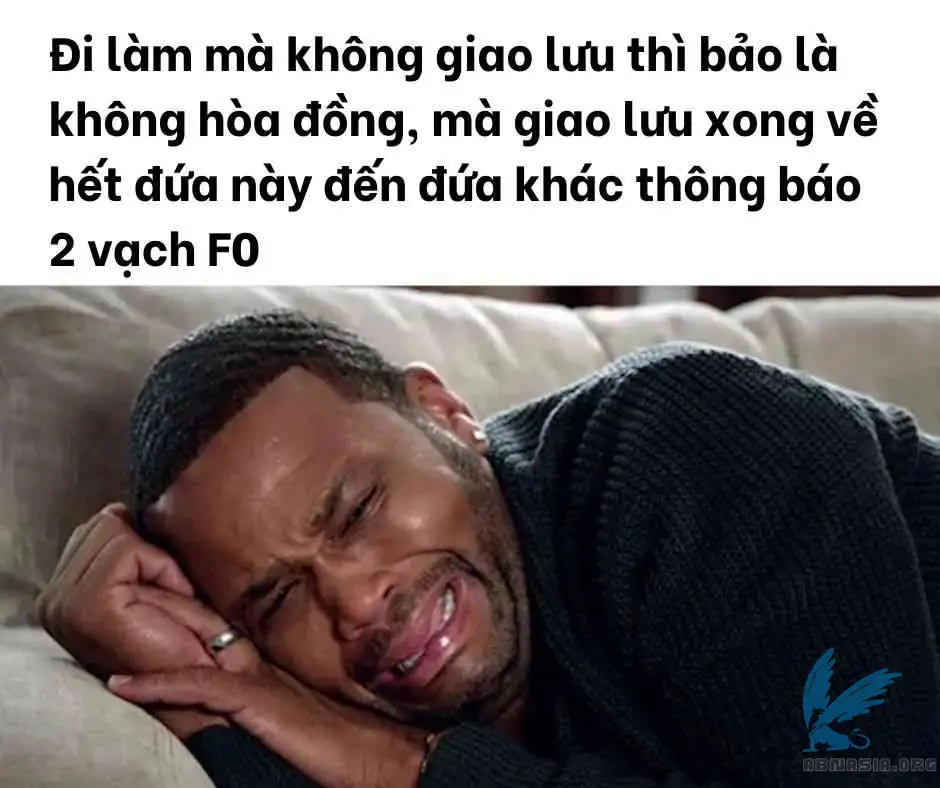 Đi làm mà không giao lưu thì bảo là
không hòa đồng, mà giao lưu xong về
hết đứa này đến đứa khác thông báo
2 vạch F0
ABNASIA.ORG